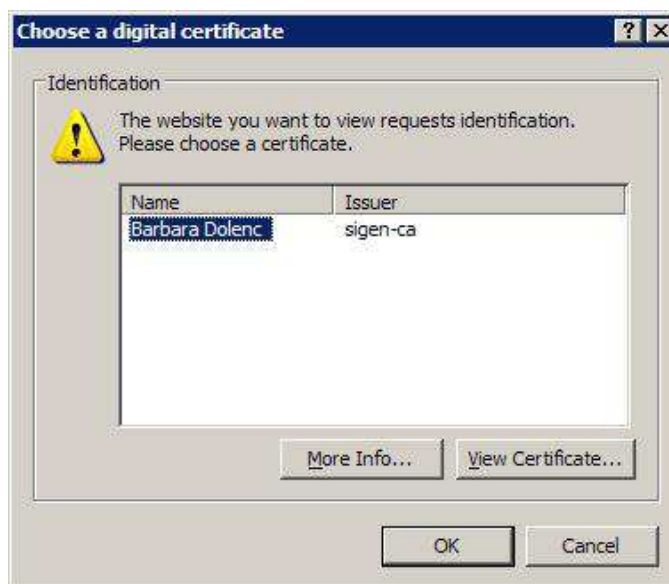 Choose a digital certificate
Identification
The website you want to view requests identification.
Please choose a certificate.
Name Issuer
Barbara Dolenc sigen-ca
More Info... View Certificate...
OK Cancel